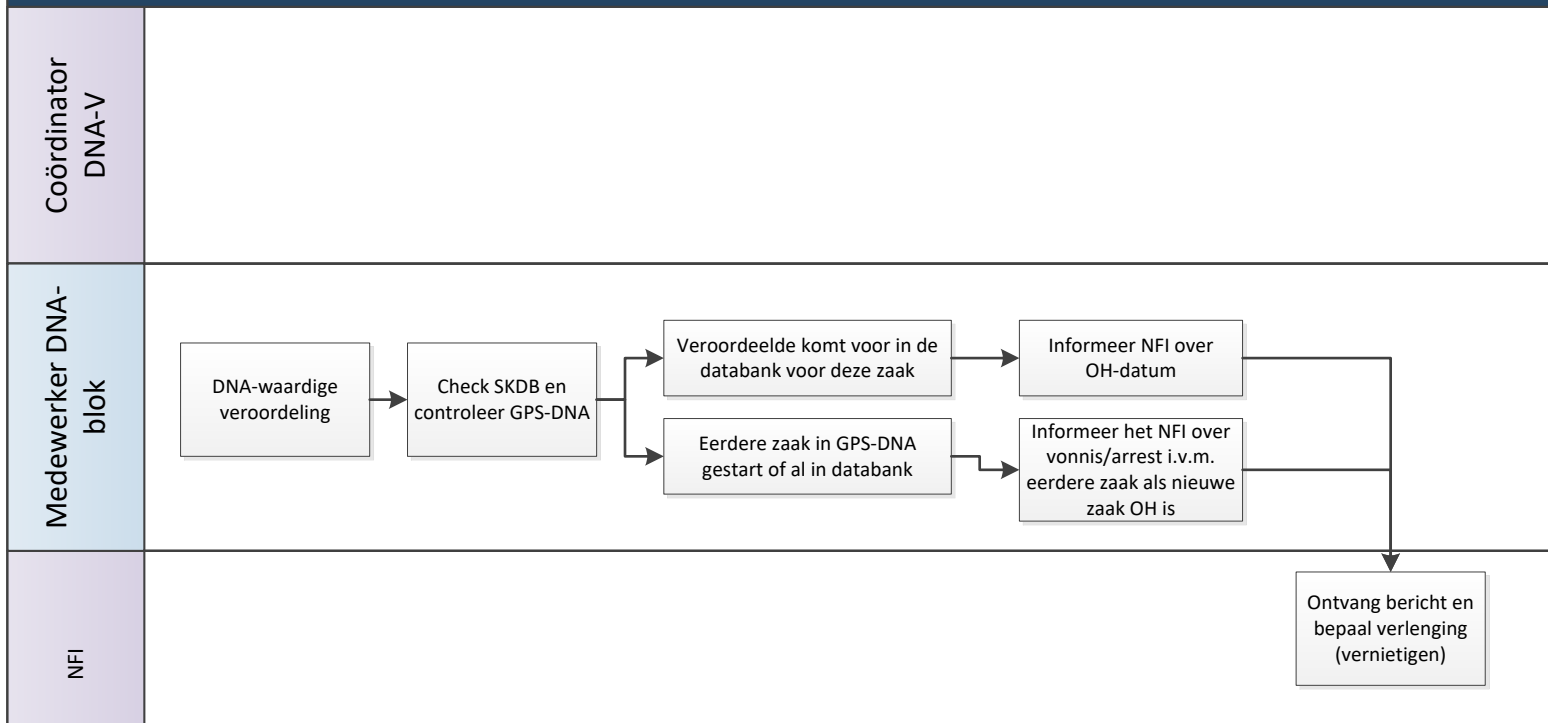 Coördinator
DNA-V
Medewerker DNA-
blok
DNA-waardige
veroordeling
Check SKDB en
controleer GPS-DNA
Veroordeelde komt voor in de
databank voor deze zaak
Informeer NFI over
OH-datum
Eerdere zaak in GPS-DNA
gestart of al in databank
Informeer het NFI over
vonnis/arrest i.v.m.
eerdere zaak als nieuwe
zaak OH is
NFI
Ontvang bericht en
bepaal verlenging
(vernietigen)